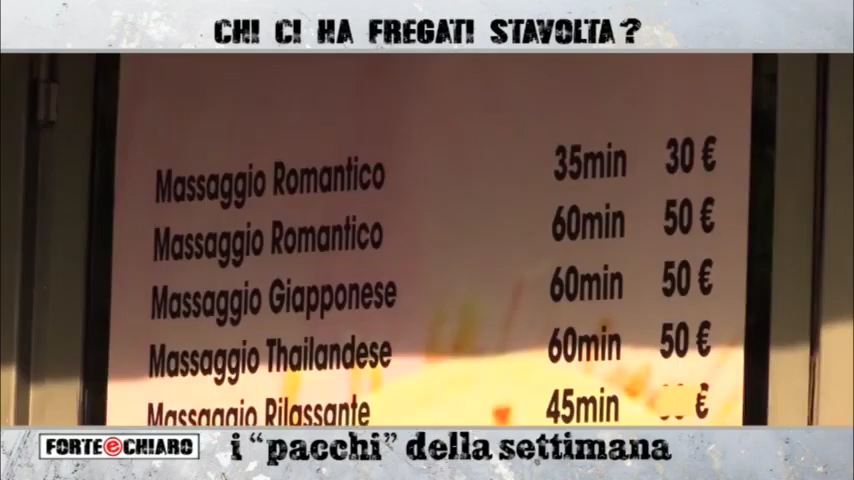 CHI CI HA FREGATI STAVOLTA?
Massaggio Romantico 35min 30 €
Massaggio Romantico 60min 50 €
Massaggio Giapponese 60min 50 €
Massaggio Thailandese 60min 50 €
Massaggio Rilassante 45min €
FORTE e CHIARO i "pacchi" della settimana